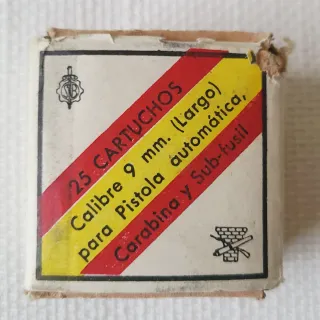 25 CARTUCHOS
Calibre 9 mm. (Largo)
para Pistola automática,
Carabina y Sub-fusil